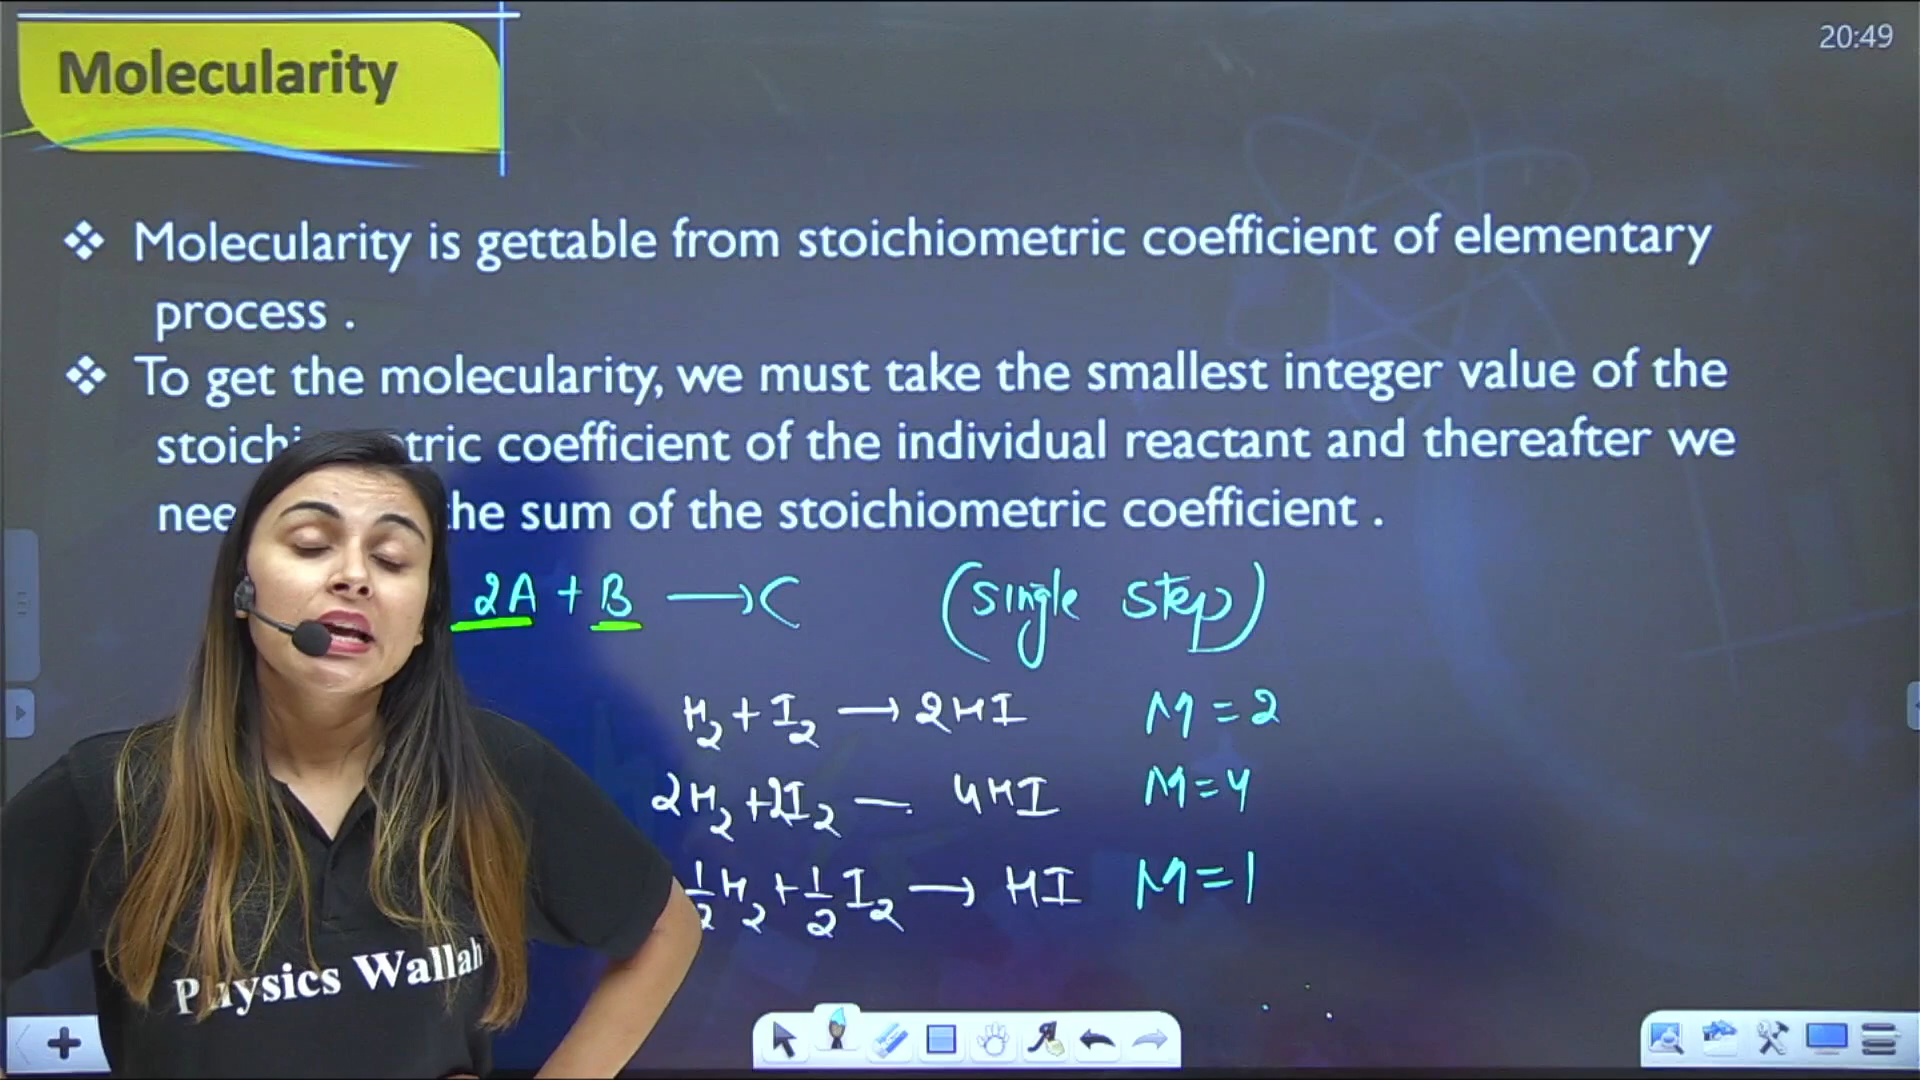 Molecularity
20:49
❖ Molecularity is gettable from stoichiometric coefficient of elementary
process .
❖ To get the molecularity, we must take the smallest integer value of the
stoichi tric coefficient of the individual reactant and thereafter we
nee he sum of the stoichiometric coefficient .
2A + B → C (single step)
H₂ + I₂ → 2HI M = 2
2H₂ + 2I₂ — 4HI M = 4
1/2 H₂ + 1/2 I₂ → HI M = 1
Physics Wallah